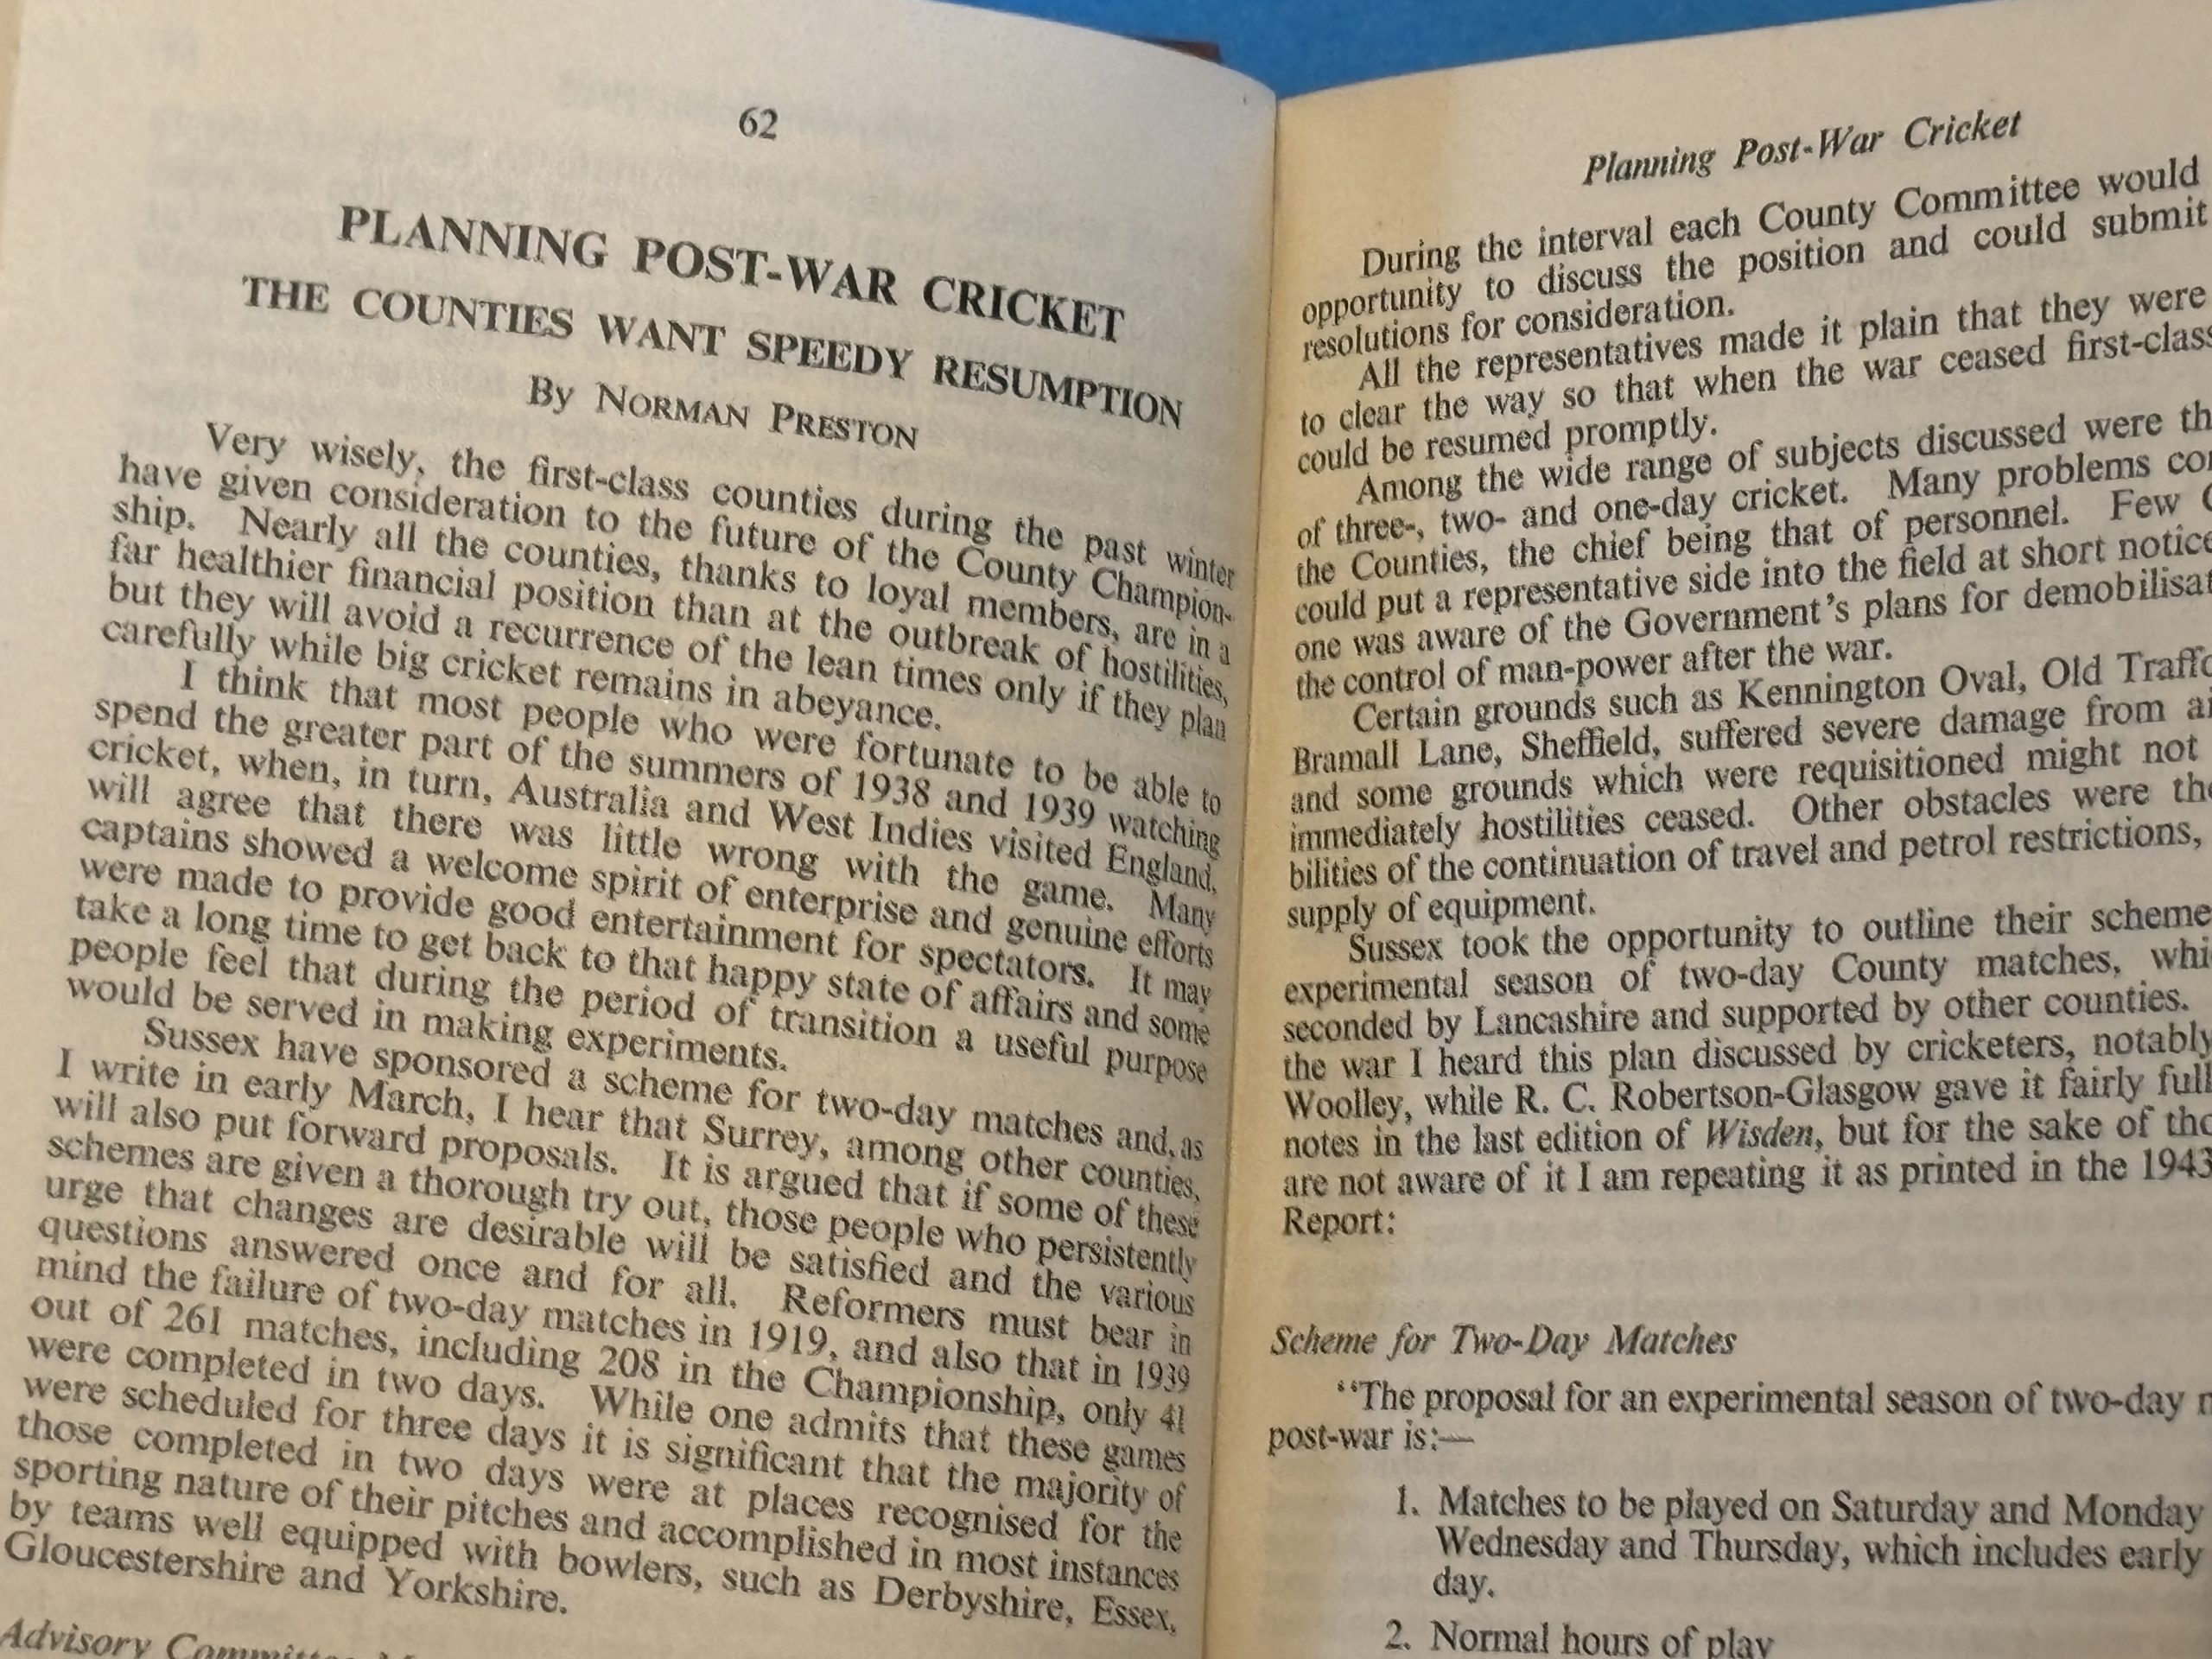 62
PLANNING POST-WAR CRICKET
THE COUNTIES WANT SPEEDY RESUMPTION
By NORMAN PRESTON
Very wisely, the first-class counties during the past winter
have given consideration to the future of the County Champion-
ship. Nearly all the counties, thanks to loyal members, are in a
far healthier financial position than at the outbreak of hostilities,
but they will avoid a recurrence of the lean times only if they plan
carefully while big cricket remains in abeyance.
I think that most people who were fortunate to be able to
spend the greater part of the summers of 1938 and 1939 watching
cricket, when, in turn, Australia and West Indies visited England,
will agree that there was little wrong with the game. Many
captains showed a welcome spirit of enterprise and genuine efforts
were made to provide good entertainment for spectators. It may
take a long time to get back to that happy state of affairs and some
people feel that during the period of transition a useful purpose
would be served in making experiments.
Sussex have sponsored a scheme for two-day matches and, as
I write in early March, I hear that Surrey, among other counties,
will also put forward proposals. It is argued that if some of these
schemes are given a thorough try out, those people who persistently
urge that changes are desirable will be satisfied and the various
questions answered once and for all. Reformers must bear in
mind the failure of two-day matches in 1919, and also that in 1939
out of 261 matches, including 208 in the Championship, only 41
were completed in two days. While one admits that these games
were scheduled for three days it is significant that the majority of
those completed in two days were at places recognised for the
sporting nature of their pitches and accomplished in most instances
by teams well equipped with bowlers, such as Derbyshire, Essex,
Gloucestershire and Yorkshire.
Advisory Committee
Planning Post-War Cricket
During the interval each County Committee would
opportunity to discuss the position and could submit
resolutions for consideration.
All the representatives made it plain that they were
to clear the way so that when the war ceased first-class
could be resumed promptly.
Among the wide range of subjects discussed were
of three-, two- and one-day cricket. Many problems
the Counties, the chief being that of personnel. Few
could put a representative side into the field at short notice
one was aware of the Government's plans for
the control of man-power after the war.
Certain grounds such as Kennington Oval, Old
Bramall Lane, Sheffield, suffered severe damage from
and some grounds which were requisitioned might not
immediately hostilities ceased. Other obstacles were
bilities of the continuation of travel and petrol restrictions,
supply of equipment.
Sussex took the opportunity to outline their scheme
experimental season of two-day County matches,
seconded by Lancashire and supported by other counties.
the war I heard this plan discussed by cricketers, notably
Woolley, while R. C. Robertson-Glasgow gave it fairly
notes in the last edition of Wisden, but for the sake of
are not aware of it I am repeating it as printed in the 1943
Report:
Scheme for Two-Day Matches
"The proposal for an experimental season of two-day
post-war is:—
1. Matches to be played on Saturday and Monday
Wednesday and Thursday, which includes early
day.
2. Normal hours of play